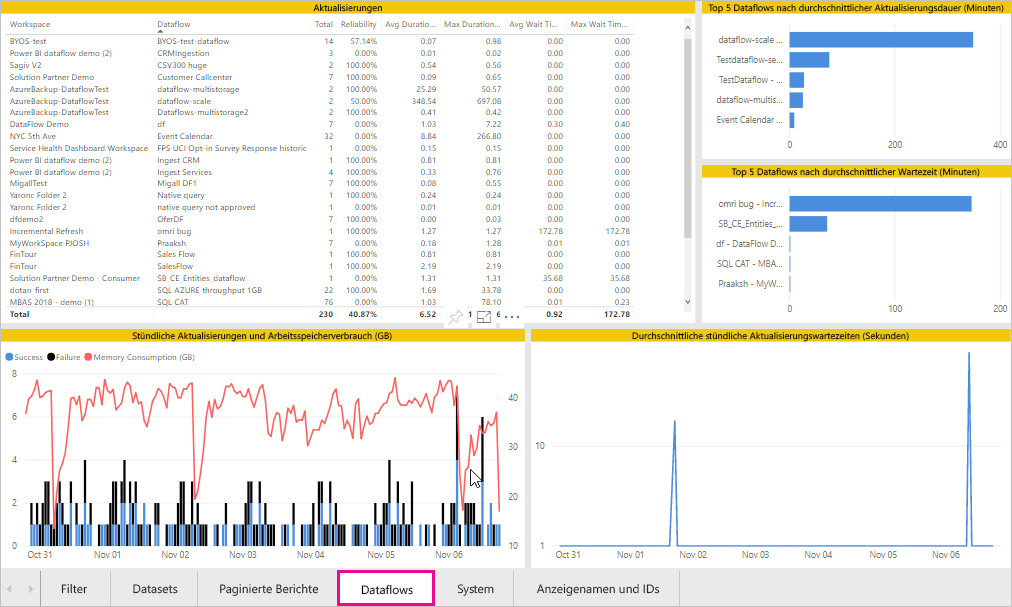 Aktualisierungen
Workspace Dataflow Total Reliability Avg Duratio... Max Duration... Avg Wait Tim... Max Wait Time...
BYOS-test BYOS-test-dataflow 14 57.14% 0.07 0.98 0.00 0.00
Power BI dataflow demo (2) CRMIngestion 3 0.00% 0.01 0.02 0.00 0.00
Sagiv V2 CSV300 huge 2 100.00% 0.54 0.56 0.00 0.00
Solution Partner Demo Customer Callcenter 7 100.00% 0.09 0.65 0.00 0.00
AzureBackup-DataflowTest dataflow-multistorage 2 100.00% 25.29 50.57 0.00 0.00
AzureBackup-DataflowTest dataflow-scale 2 50.00% 348.54 697.08 0.00 0.00
AzureBackup-DataflowTest Dataflows-multistorage2 2 100.00% 0.41 0.42 0.00 0.00
DataFlow Demo df 7 0.00% 1.03 7.22 0.30 0.40
NYC 5th Ave Event Calendar 32 0.00% 8.84 266.80 0.00 0.00
Service Health Dashboard Workspace FPS UCI Opt-in Survey Response historic 1 0.00% 0.15 0.15 0.00 0.00
Power BI dataflow demo (2) Ingest CRM 1 100.00% 0.81 0.81 0.00 0.00
Power BI dataflow demo (2) Ingest Services 4 100.00% 0.33 0.76 0.00 0.00
MigallTest Migall DF1 7 100.00% 0.08 0.55 0.00 0.00
Yaronc Folder 2 Native query 1 100.00% 0.24 0.24 0.00 0.00
Yaronc Folder 2 native query not approved 1 0.00% 0.01 0.01 0.00 0.00
dfdemo2 OferDF 7 100.00% 0.00 0.03 0.00 0.00
Incremental Refresh omri bug 1 100.00% 1.27 1.27 172.78 172.78
MyWorkSpace PJOSH Praaksh 7 0.00% 0.18 1.28 0.01 0.01
FinTour Sales Flow 1 100.00% 0.81 0.81 0.00 0.00
FinTour SalesFlow 1 100.00% 2.19 2.19 0.00 0.00
Solution Partner Demo - Consumer SB_CE_Entities_dataflow 1 0.00% 1.31 1.31 35.68 35.68
dotan_first SQL AZURE throughput 1GB 22 100.00% 1.69 33.78 0.00 0.00
MBAS 2018 - demo (1) SQL CAT 76 0.00% 1.03 78.10 0.01 0.23
Total 230 40.87% 6.52 0.92 172.78
Top 5 Dataflows nach durchschnittlicher Aktualisierungsdauer (Minuten)
dataflow-scale ...
Testdataflow-se...
TestDataflow - ...
dataflow-multis...
Event Calendar ...
0 200 400
Top 5 Dataflows nach durchschnittlicher Wartezeit (Minuten)
omri bug - Incr...
SB_CE_Entities_...
df - DataFlow D...
SQL CAT - MBA...
Praaksh - MyW...
0 100 200
Stündliche Aktualisierungen und Arbeitsspeicherverbrauch (GB)
Success Failure Memory Consumption (GB)
8
6
4
2
0
40
30
20
10
Oct 31 Nov 01 Nov 02 Nov 03 Nov 04 Nov 05 Nov 06
Durchschnittliche stündliche Aktualisierungswartezeiten (Sekunden)
10
1
Oct 31 Nov 01 Nov 02 Nov 03 Nov 04 Nov 05 Nov 06
Filter Datasets Paginierte Berichte Dataflows System Anzeigenamen und IDs